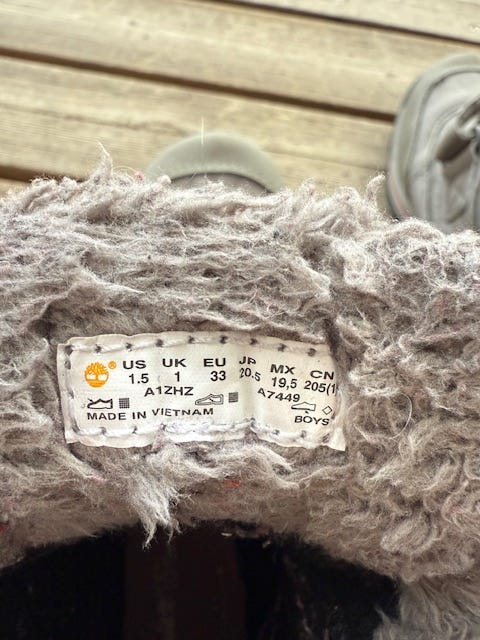 ® US UK EU JP MX CN
1.5 1 33 20.5 19,5 205(1
A1ZHZ A7449
MADE IN VIETNAM BOYS